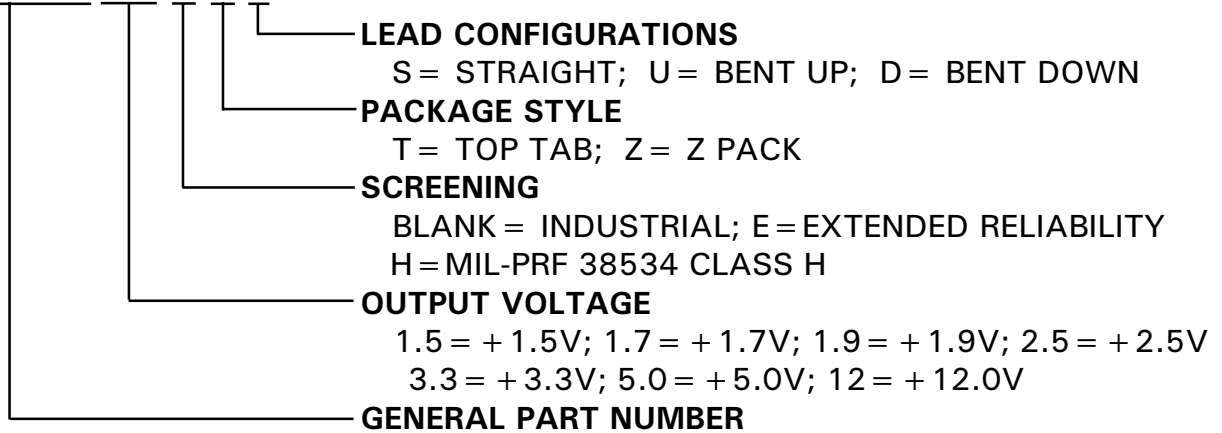 LEAD CONFIGURATIONS
S = STRAIGHT; U = BENT UP; D = BENT DOWN
PACKAGE STYLE
T = TOP TAB; Z = Z PACK
SCREENING
BLANK = INDUSTRIAL; E = EXTENDED RELIABILITY
H = MIL-PRF 38534 CLASS H
OUTPUT VOLTAGE
1.5 = +1.5V; 1.7 = +1.7V; 1.9 = +1.9V; 2.5 = +2.5V
3.3 = +3.3V; 5.0 = +5.0V; 12 = +12.0V
GENERAL PART NUMBER